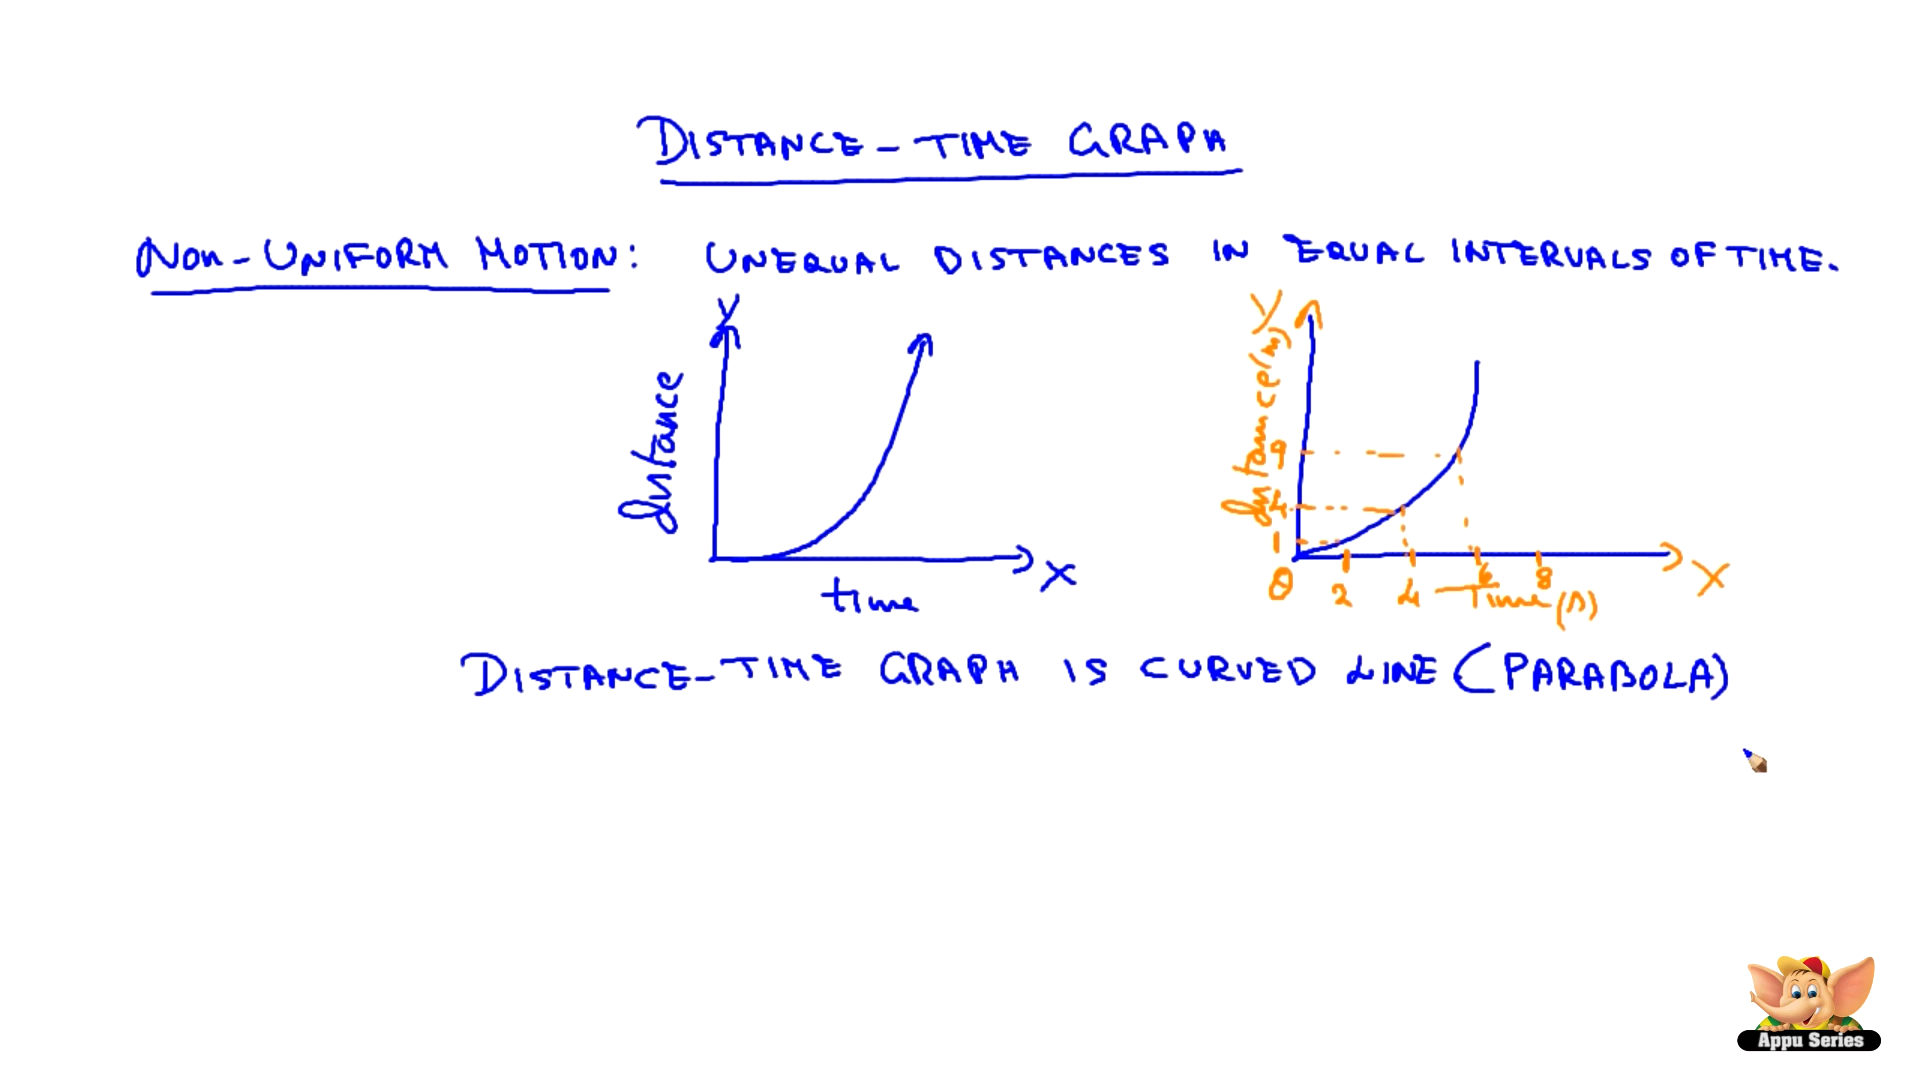 DISTANCE-TIME GRAPH
NON-UNIFORM MOTION: UNEQUAL DISTANCES IN EQUAL INTERVALS OF TIME.
Y
distance
time
X
Y
distance(m)
9
4
1
0
2
4
6
8
Time(s)
X
DISTANCE-TIME GRAPH IS CURVED LINE (PARABOLA)
Appu Series